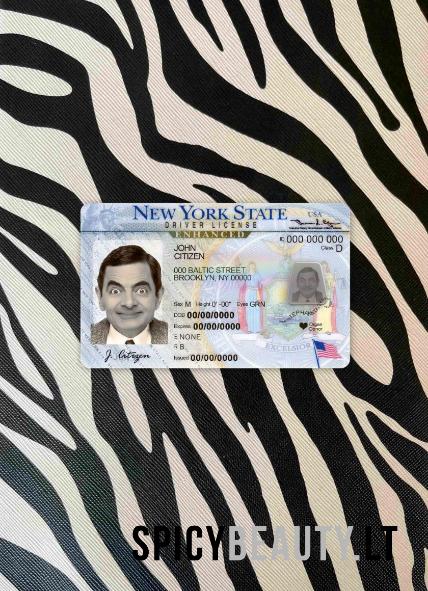 NEW YORK STATE
USA
DRIVER LICENSE
ENHANCED
000 000 000
Class D
JOHN
CITIZEN
000 BALTIC STREET
BROOKLYN, NY 00000
Sex M Height 0'-00" Eyes GRN
DOB 00/00/0000
Expires 00/00/0000
E NONE
R B
Issued 00/00/0000
Organ
Donor
EXCELSIOR
J. Citizen
SPICYBEAUTY.LT